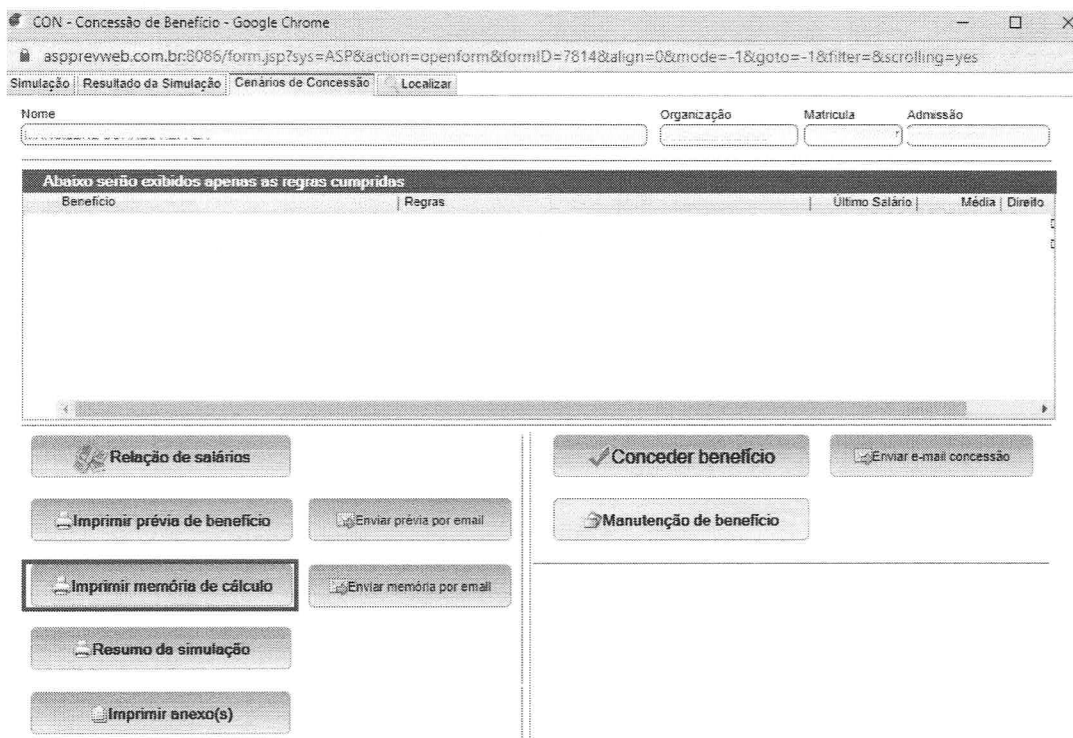 CON - Concessão de Benefício - Google Chrome
aspprevweb.com.br:8086/form.jsp?sys=ASP&action=openform&formID=7814&align=0&mode=-1&goto=-1&filter=&scrolling=yes
Simulação Resultado da Simulação Cenários de Concessão Localizar
Nome Organização Matrícula Admissão
Abaixo serão exibidos apenas as regras cumpridas
Benefício Regras Último Salário Média Direito
Relação de salários
Conceder benefício Enviar e-mail concessão
Imprimir prévia de benefício Enviar prévia por email
Manutenção de benefício
Imprimir memória de cálculo Enviar memória por email
Resumo da simulação
Imprimir anexo(s)